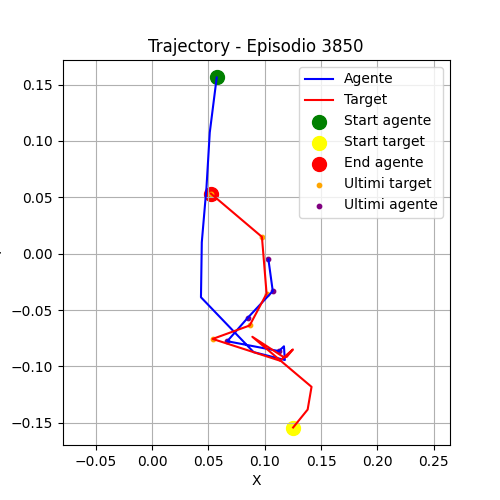 Trajectory - Episodio 3850
Agente
Target
Start agente
Start target
End agente
Ultimi target
Ultimi agente
0.15
0.10
0.05
0.00
−0.05
−0.10
−0.15
−0.05
0.00
0.05
0.10
0.15
0.20
0.25
X